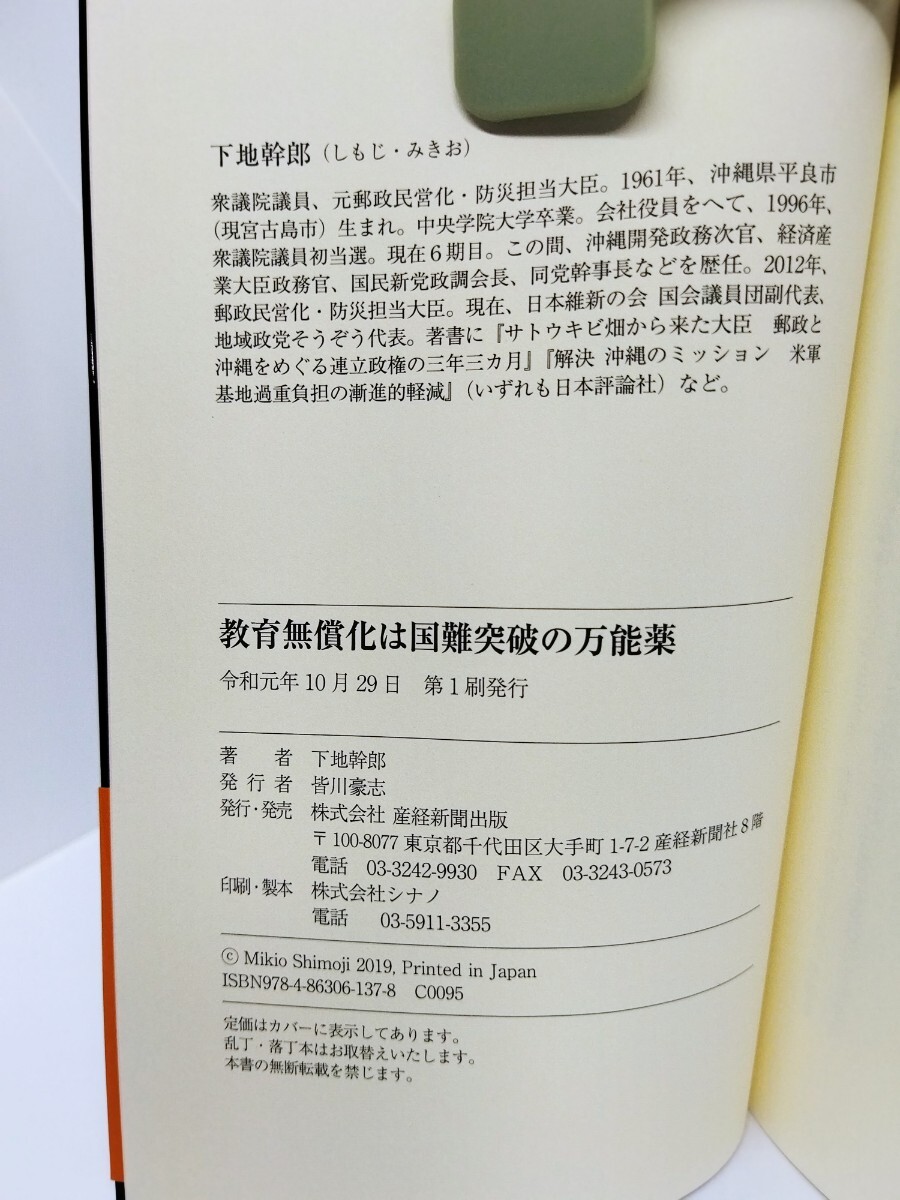 下地幹郎（しもじ・みきお）
衆議院議員、元郵政民営化・防災担当大臣。1961年、沖縄県平良市
（現宮古島市）生まれ。中央学院大学卒業。会社役員をへて、1996年、
衆議院議員初当選。現在６期目。この間、沖縄開発政務次官、経済産
業大臣政務官、国民新党政調会長、同党幹事長などを歴任。2012年、
郵政民営化・防災担当大臣。現在、日本維新の会 国会議員団副代表、
地域政党そうぞう代表。著書に『サトウキビ畑から来た大臣　郵政と
沖縄をめぐる連立政権の三年三カ月』『解決 沖縄のミッション　米軍
基地過重負担の漸進的軽減』（いずれも日本評論社）など。
教育無償化は国難突破の万能薬
令和元年10月29日　第１刷発行
著　者　下地幹郎
発行者　皆川豪志
発行・発売　株式会社 産経新聞出版
〒100-8077 東京都千代田区大手町1-7-2 産経新聞社８階
電話　03-3242-9930　FAX　03-3243-0573
印刷・製本　株式会社シナノ
電話　03-5911-3355
© Mikio Shimoji 2019, Printed in Japan
ISBN978-4-86306-137-8　C0095
定価はカバーに表示してあります。
乱丁・落丁本はお取替えいたします。
本書の無断転載を禁じます。